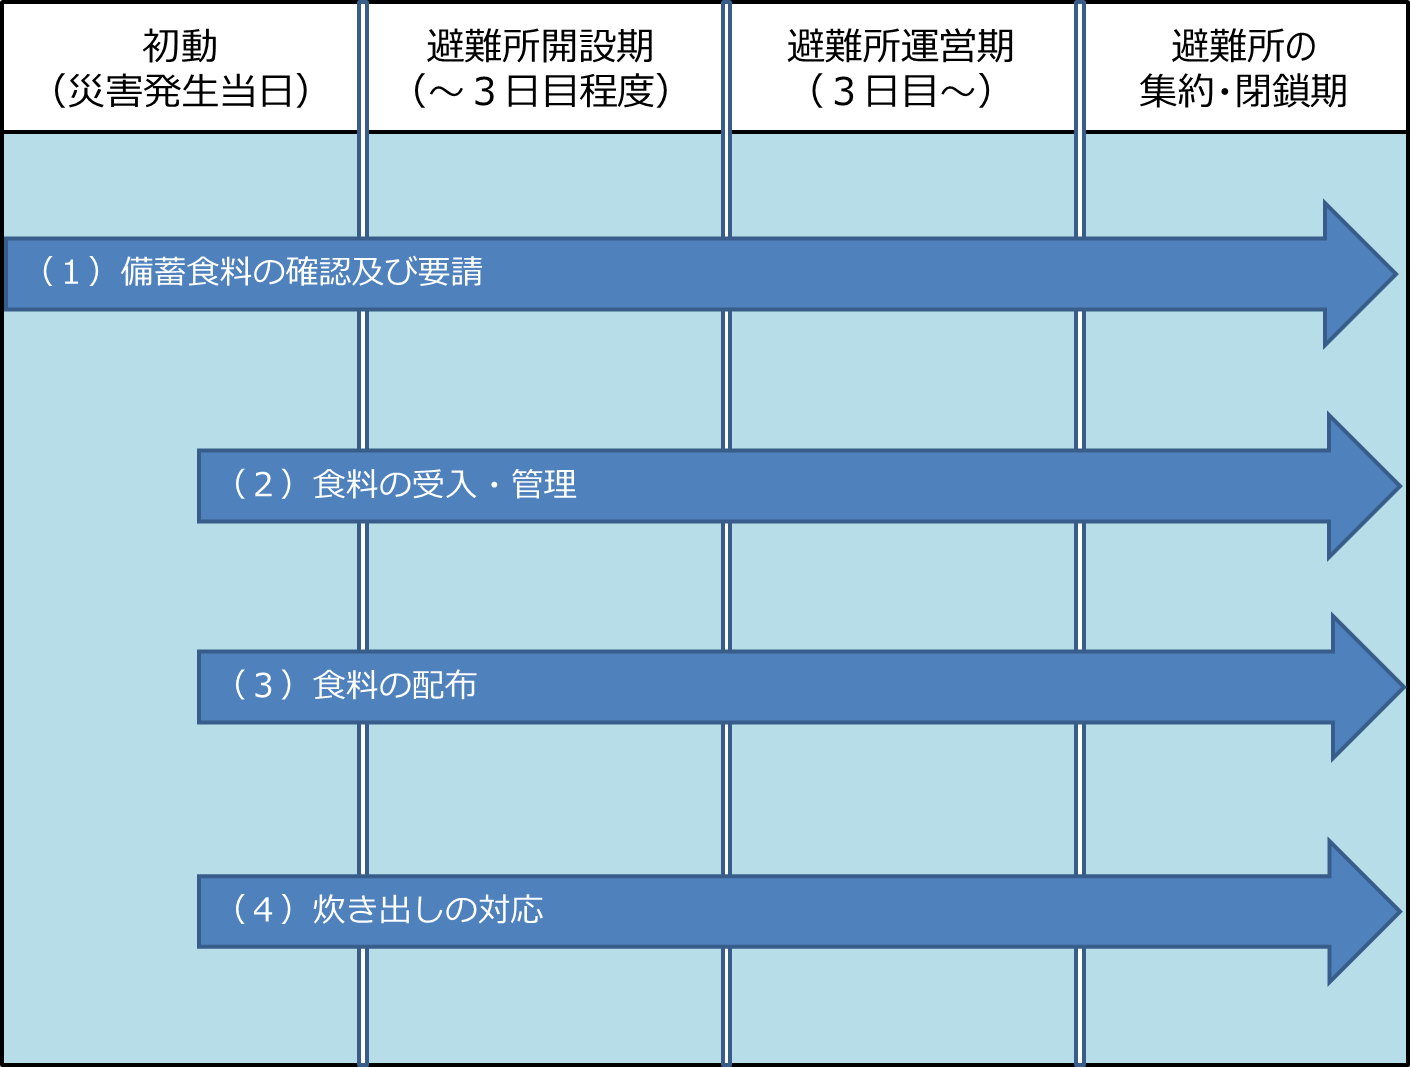 初動
（災害発生当日）
避難所開設期
（～３日目程度）
避難所運営期
（３日目～）
避難所の
集約・閉鎖期
（１）備蓄食料の確認及び要請
（２）食料の受入・管理
（３）食料の配布
（４）炊き出しの対応